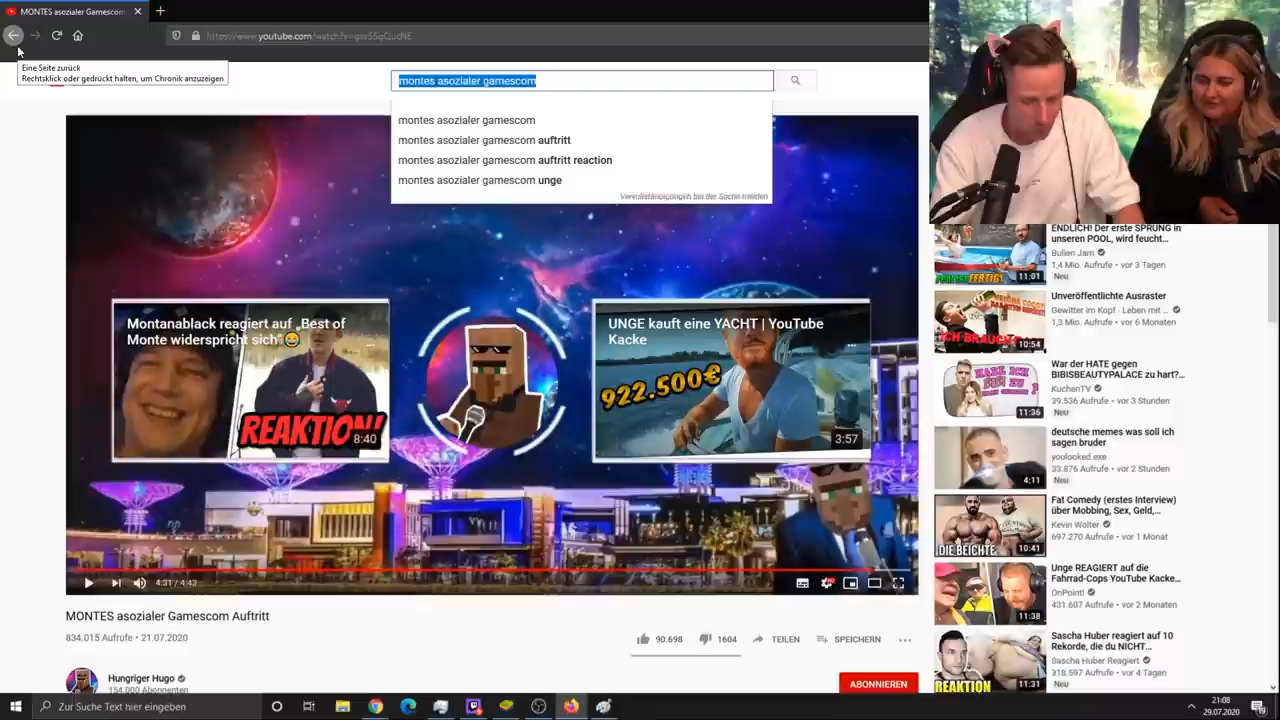 MONTES asozialer Gamescom
Eine Seite zurück
Rechtsklick oder gedrückt halten, um Chronik anzuzeigen
montes asozialer gamescom
montes asozialer gamescom
montes asozialer gamescom auftritt
montes asozialer gamescom auftritt reaction
montes asozialer gamescom unge
Montanablack reagiert auf „Best of
Monte widerspricht sich"😂
REAKTION!
8:40
UNGE kauft eine YACHT | YouTube
Kacke
922.500€
3:57
4:31 / 4:43
MONTES asozialer Gamescom Auftritt
834.015 Aufrufe • 21.07.2020
90.698
1604
TEILEN
SPEICHERN
Hungriger Hugo
154.000 Abonnenten
ABONNIEREN
ENDLICH! Der erste SPRUNG in
unseren POOL, wird feucht...
Bullen Jam
1,4 Mio. Aufrufe • vor 3 Tagen
Neu
FERTIG!
11:01
Unveröffentlichte Ausraster
Gewitter im Kopf - Leben mit ...
1,3 Mio. Aufrufe • vor 6 Monaten
ICH BRAUCH
10:54
War der HATE gegen
BIBISBEAUTYPALACE zu hart?...
KuchenTV
39.536 Aufrufe • vor 3 Stunden
Neu
11:36
deutsche memes was soll ich
sagen bruder
youlooked.exe
33.876 Aufrufe • vor 2 Stunden
Neu
4:11
Fat Comedy (erstes Interview)
über Mobbing, Sex, Geld,...
Kevin Wolter
697.270 Aufrufe • vor 1 Monat
DIE BEICHTE
10:41
Unge REAGIERT auf die
Fahrrad-Cops YouTube Kacke...
OnPoint!
431.607 Aufrufe • vor 2 Monaten
11:38
Sascha Huber reagiert auf 10
Rekorde, die du NICHT...
Sascha Huber Reagiert
318.597 Aufrufe • vor 4 Tagen
Neu
REAKTION
11:31
Zur Suche Text hier eingeben
21:08
29.07.2020